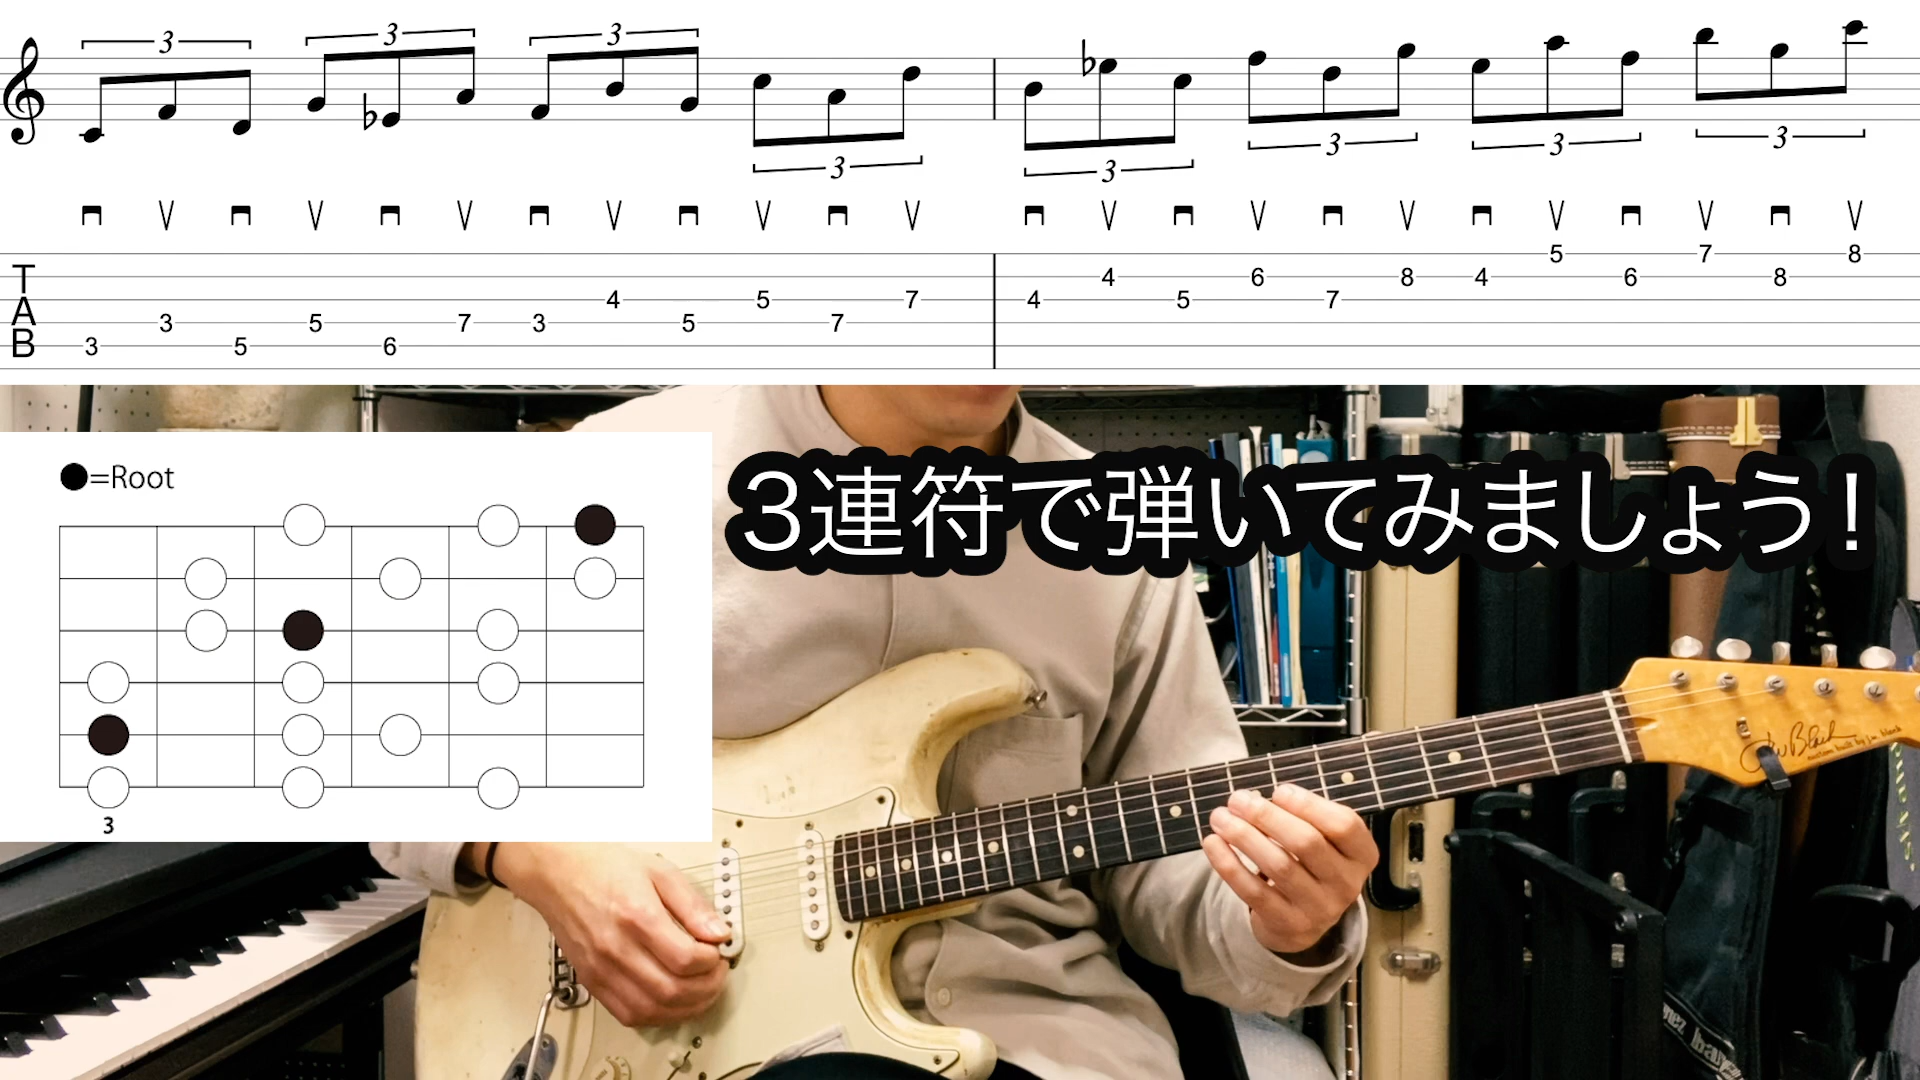 3 3 3 3 3 3 3 3
T
A
B
5 7 8
4 6 8 4 6 8
4 5 7 4 5 7
3 5 7 3 5 7
3 5 6
●=Root
3
3連符で弾いてみましょう!